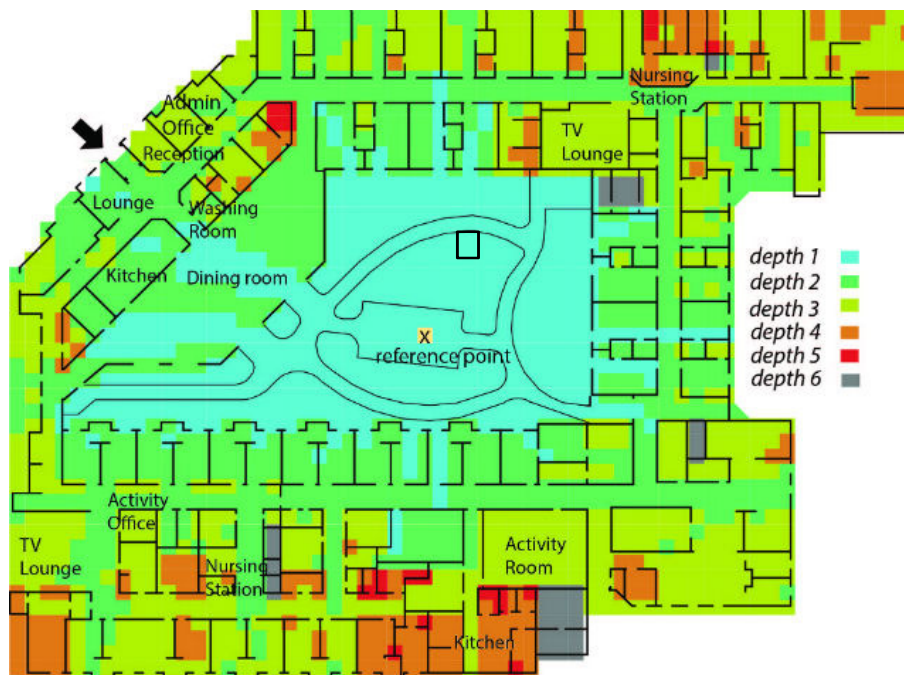 Nursing
Station
Admin
Office
Reception
TV
Lounge
Lounge
Washing
Room
Kitchen
Dining room
depth 1
depth 2
depth 3
depth 4
depth 5
depth 6
X
reference point
Activity
Office
TV
Lounge
Nursing
Station
Activity
Room
Kitchen